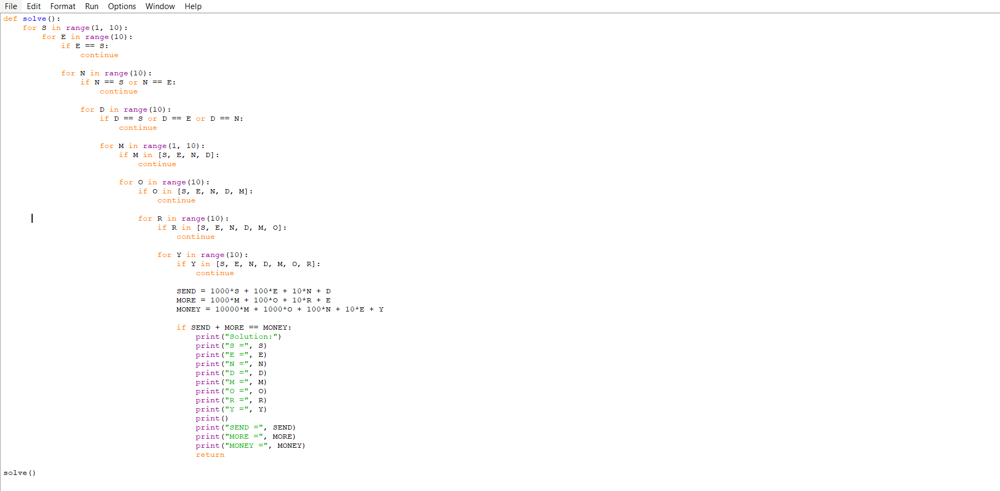 File Edit Format Run Options Window Help
def solve():
    for S in range(1, 10):
        for E in range(10):
            if E == S:
                continue

            for N in range(10):
                if N == S or N == E:
                    continue

                for D in range(10):
                    if D == S or D == E or D == N:
                        continue

                    for M in range(1, 10):
                        if M in [S, E, N, D]:
                            continue

                        for O in range(10):
                            if O in [S, E, N, D, M]:
                                continue

                            for R in range(10):
                                if R in [S, E, N, D, M, O]:
                                    continue

                                for Y in range(10):
                                    if Y in [S, E, N, D, M, O, R]:
                                        continue

                                    SEND = 1000*S + 100*E + 10*N + D
                                    MORE = 1000*M + 100*O + 10*R + E
                                    MONEY = 10000*M + 1000*O + 100*N + 10*E + Y

                                    if SEND + MORE == MONEY:
                                        print("Solution:")
                                        print("S =", S)
                                        print("E =", E)
                                        print("N =", N)
                                        print("D =", D)
                                        print("M =", M)
                                        print("O =", O)
                                        print("R =", R)
                                        print("Y =", Y)
                                        print()
                                        print("SEND =", SEND)
                                        print("MORE =", MORE)
                                        print("MONEY =", MONEY)
                                        return

solve()